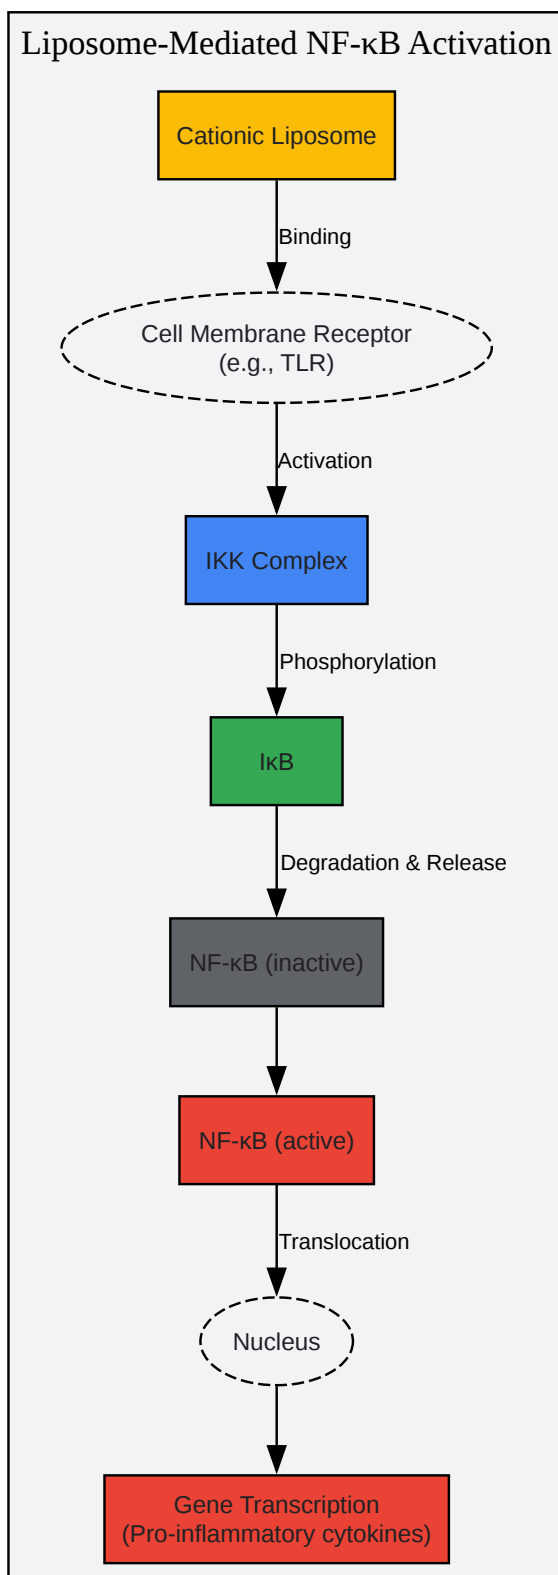 Liposome-Mediated NF-κB Activation
Cationic Liposome
Binding
Cell Membrane Receptor
(e.g., TLR)
Activation
IKK Complex
Phosphorylation
IκB
Degradation & Release
NF-κB (inactive)
NF-κB (active)
Translocation
Nucleus
Gene Transcription
(Pro-inflammatory cytokines)